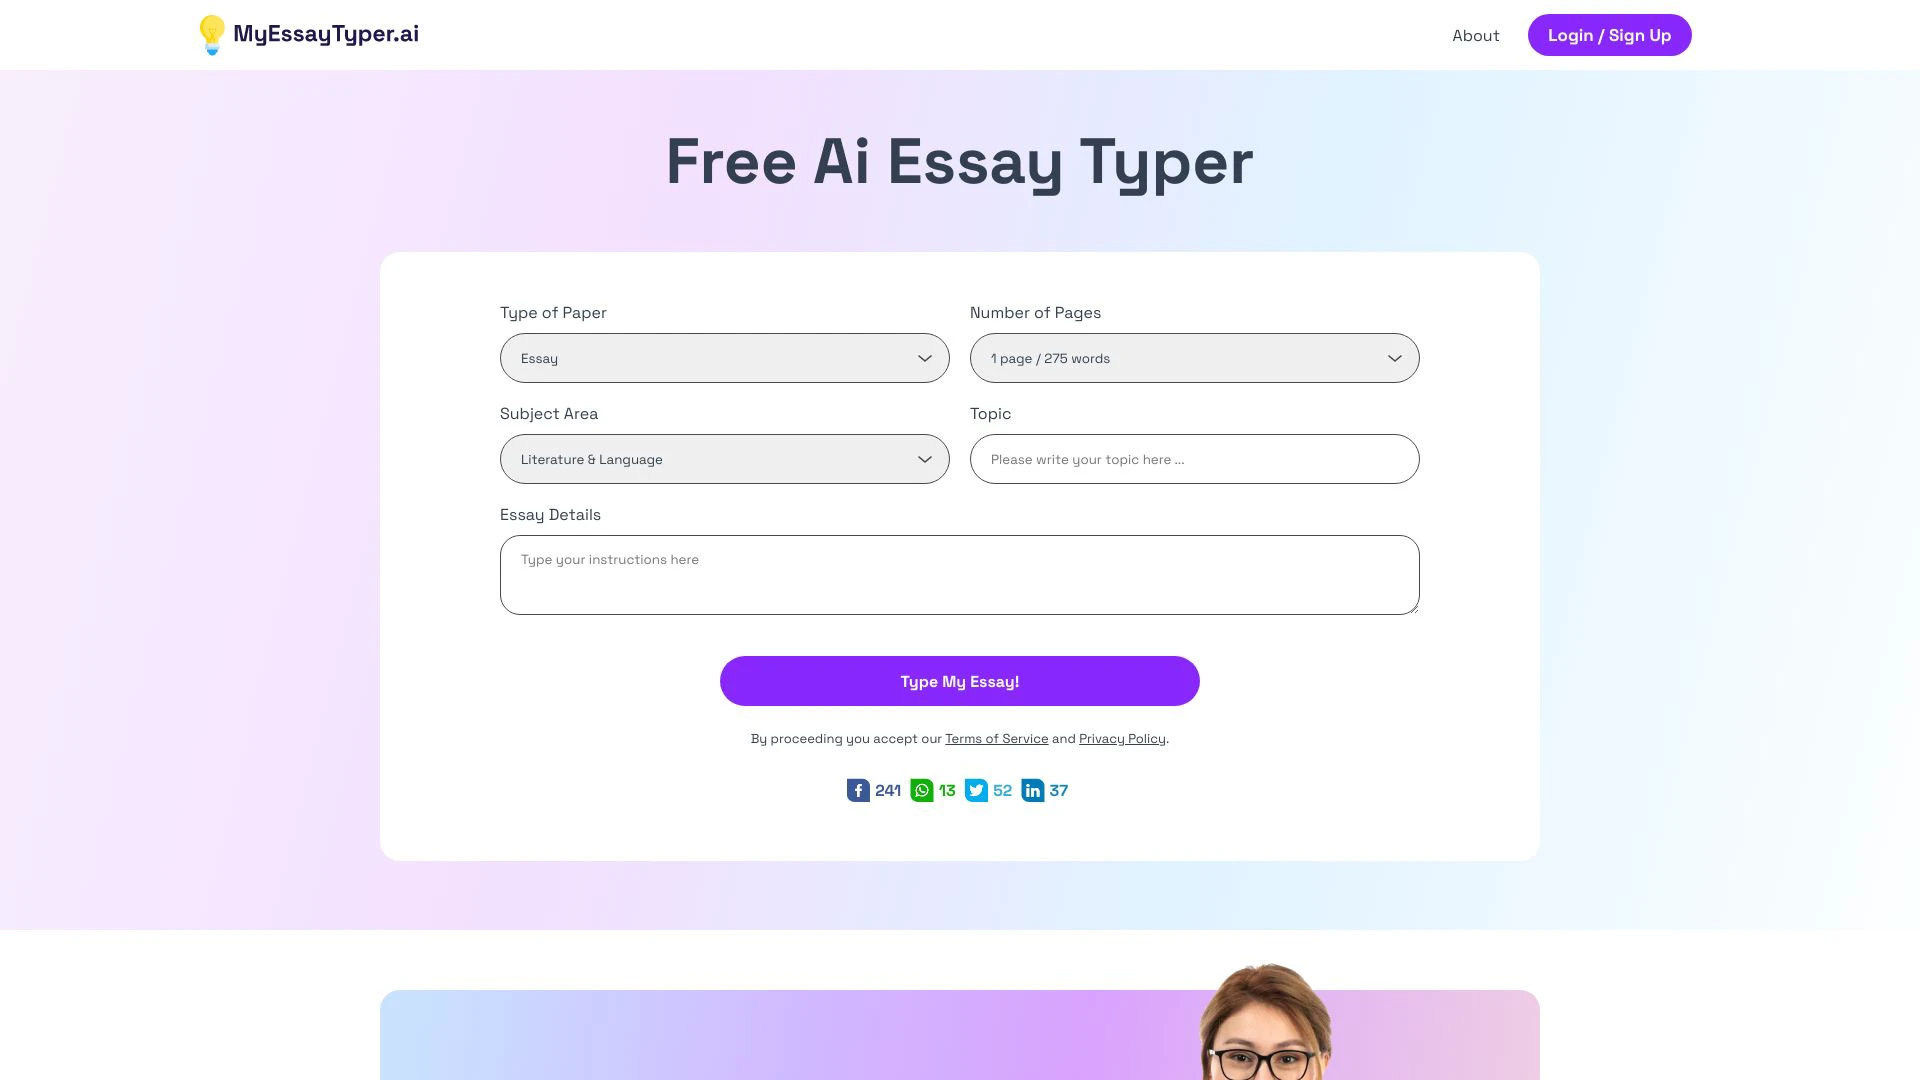 MyEssayTyper.ai
About
Login / Sign Up
Free Ai Essay Typer
Type of Paper
Number of Pages
Essay
1 page / 275 words
Subject Area
Topic
Literature & Language
Please write your topic here ...
Essay Details
Type your instructions here
Type My Essay!
By proceeding you accept our Terms of Service and Privacy Policy.
241 13 52 37